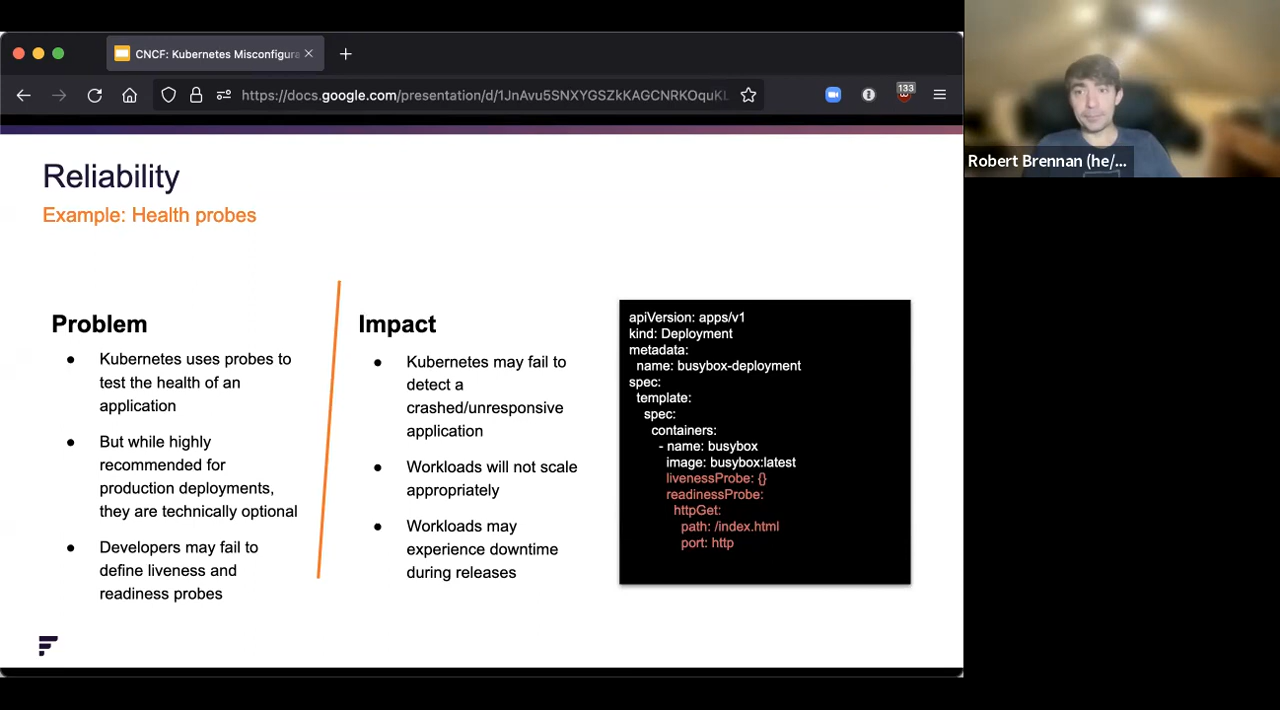 CNCF: Kubernetes Misconfigura
https://docs.google.com/presentation/d/1JnAvu5SNXYGSZkKAGCNRKOquKL
133
Robert Brennan (he/...
Reliability
Example: Health probes
Problem
Kubernetes uses probes to
test the health of an
application
But while highly
recommended for
production deployments,
they are technically optional
Developers may fail to
define liveness and
readiness probes
Impact
Kubernetes may fail to
detect a
crashed/unresponsive
application
Workloads will not scale
appropriately
Workloads may
experience downtime
during releases
apiVersion: apps/v1
kind: Deployment
metadata:
name: busybox-deployment
spec:
template:
spec:
containers:
- name: busybox
image: busybox:latest
livenessProbe: {}
readinessProbe:
httpGet:
path: /index.html
port: http